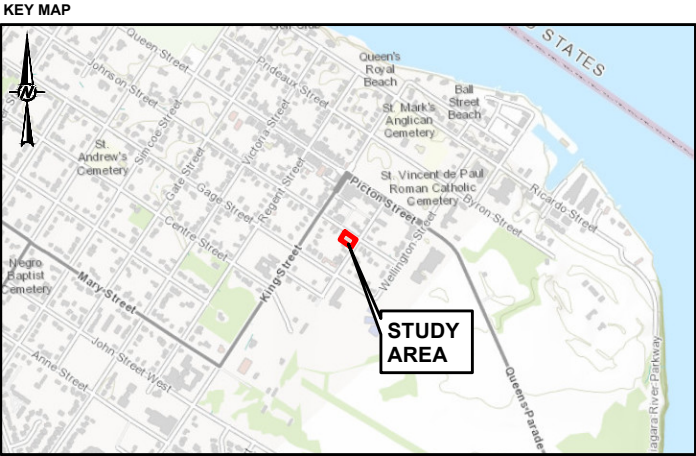 KEY MAP
D STATES
Queen Street
Queen's
Royal
Beach
Prideaux Street
Johnson Street
Ball
Street
Beach
St. Mark's
Anglican
Cemetery
N
Victoria Street
Simcoe Street
St.
Andrew's
Cemetery
Gate Street
Regent Street
Gage Street
St. Vincent de Paul
Roman Catholic
Cemetery
Picton Street
Ricardo Street
Byron Street
Centre Street
Wellington Street
King Street
Negro
Baptist
Cemetery
Mary Street
STUDY
AREA
John Street West
Anne Street
Queens Parade
iagara River Parkway